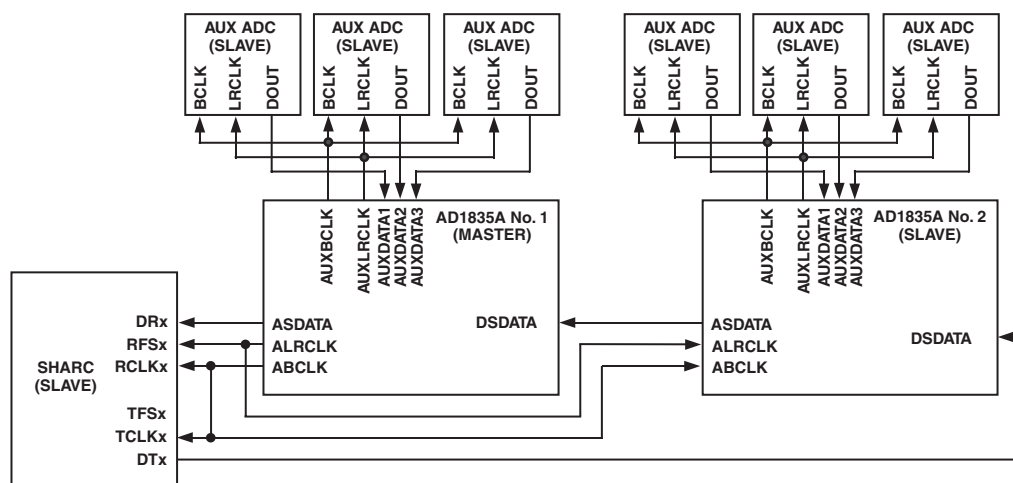 AUX ADC
(SLAVE)
BCLK
LRCLK
DOUT
AUX ADC
(SLAVE)
BCLK
LRCLK
DOUT
AUX ADC
(SLAVE)
BCLK
LRCLK
DOUT
AUX ADC
(SLAVE)
BCLK
LRCLK
DOUT
AUX ADC
(SLAVE)
BCLK
LRCLK
DOUT
AUX ADC
(SLAVE)
BCLK
LRCLK
DOUT
AUXBCLK
AUXLRCLK
AUXDATA1
AUXDATA2
AUXDATA3
AD1835A No. 1
(MASTER)
ASDATA
ALRCLK
ABCLK
DSDATA
AUXBCLK
AUXLRCLK
AUXDATA1
AUXDATA2
AUXDATA3
AD1835A No. 2
(SLAVE)
ASDATA
ALRCLK
ABCLK
DSDATA
SHARC
(SLAVE)
DRx
RFSx
RCLKx
TFSx
TCLKx
DTx